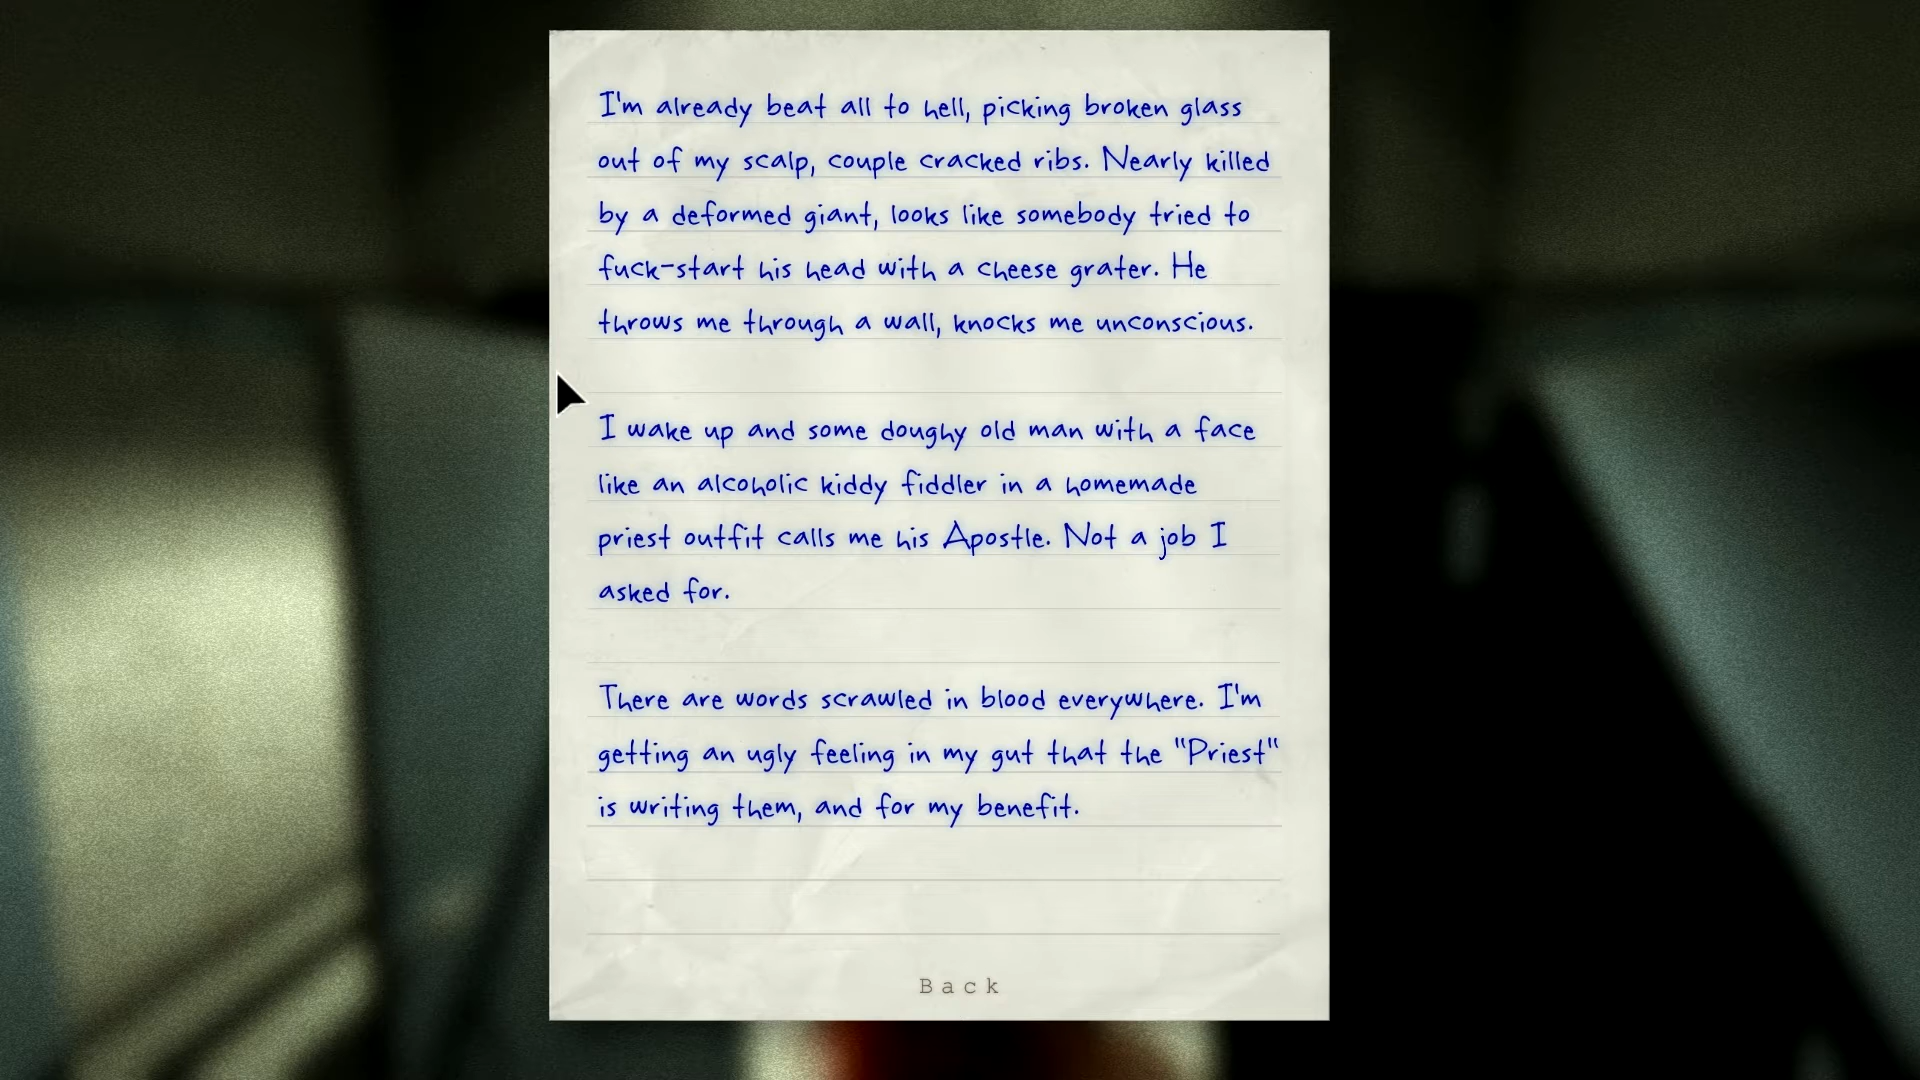 I'm already beat all to hell, picking broken glass
out of my scalp, couple cracked ribs. Nearly killed
by a deformed giant, looks like somebody tried to
fuck-start his head with a cheese grater. He
throws me through a wall, knocks me unconscious.
I wake up and some doughy old man with a face
like an alcoholic kiddy fiddler in a homemade
priest outfit calls me his Apostle. Not a job I
asked for.
There are words scrawled in blood everywhere. I'm
getting an ugly feeling in my gut that the "Priest"
is writing them, and for my benefit.
Back